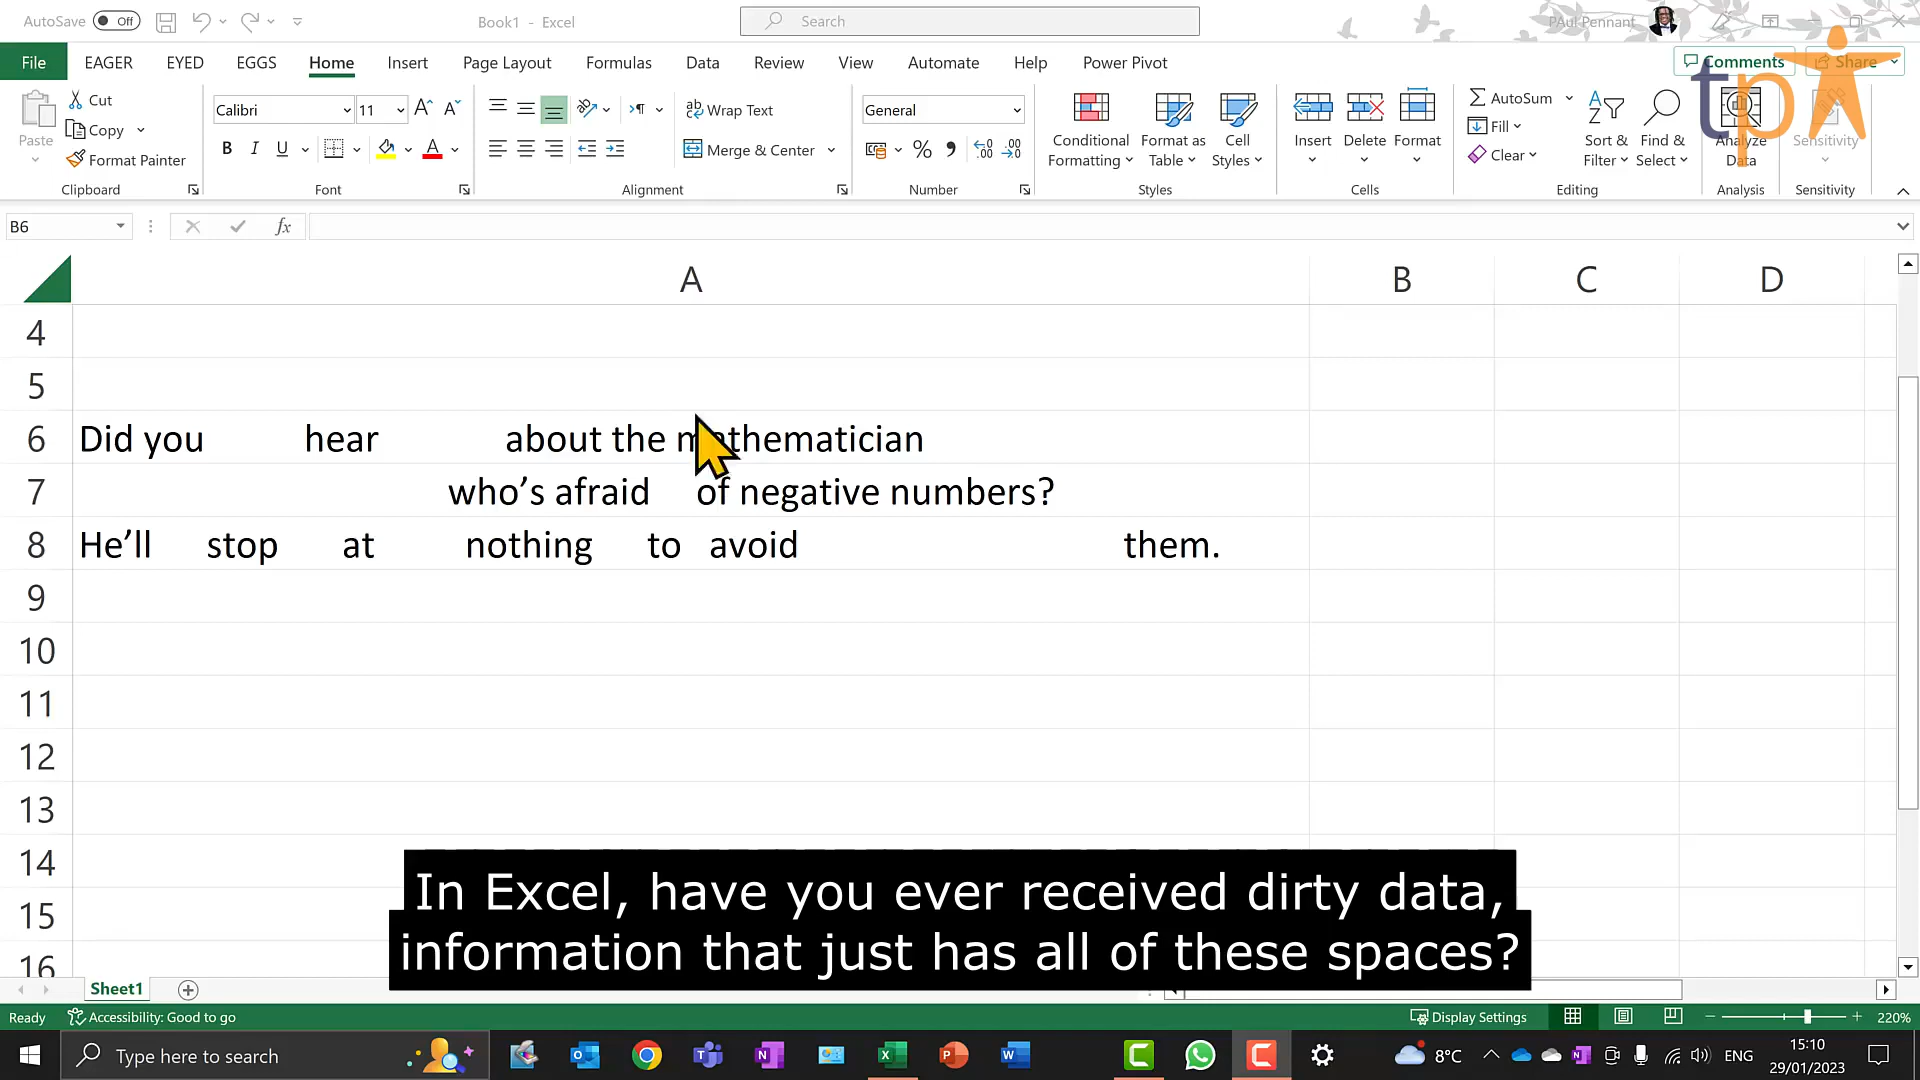 AutoSave Off
Book1 - Excel
Search
PAul Pennant
File EAGER EYED EGGS Home Insert Page Layout Formulas Data Review View Automate Help Power Pivot
Comments Share
tp
Paste
Cut
Copy
Format Painter
Clipboard
Calibri 11
B I U
Font
Wrap Text
Merge & Center
Alignment
General
Number
Conditional Formatting
Format as Table
Cell Styles
Styles
Insert Delete Format
Cells
AutoSum
Fill
Clear
Sort & Filter
Find & Select
Editing
Analyze Data
Analysis
Sensitivity
Sensitivity
B6
fx
A B C D
4
5
6 Did you hear about the mathematician
7 who’s afraid of negative numbers?
8 He’ll stop at nothing to avoid them.
9
10
11
12
13
14
15
16
In Excel, have you ever received dirty data,
information that just has all of these spaces?
Sheet1
Ready Accessibility: Good to go Display Settings 220%
Type here to search
8°C ENG
15:10
29/01/2023